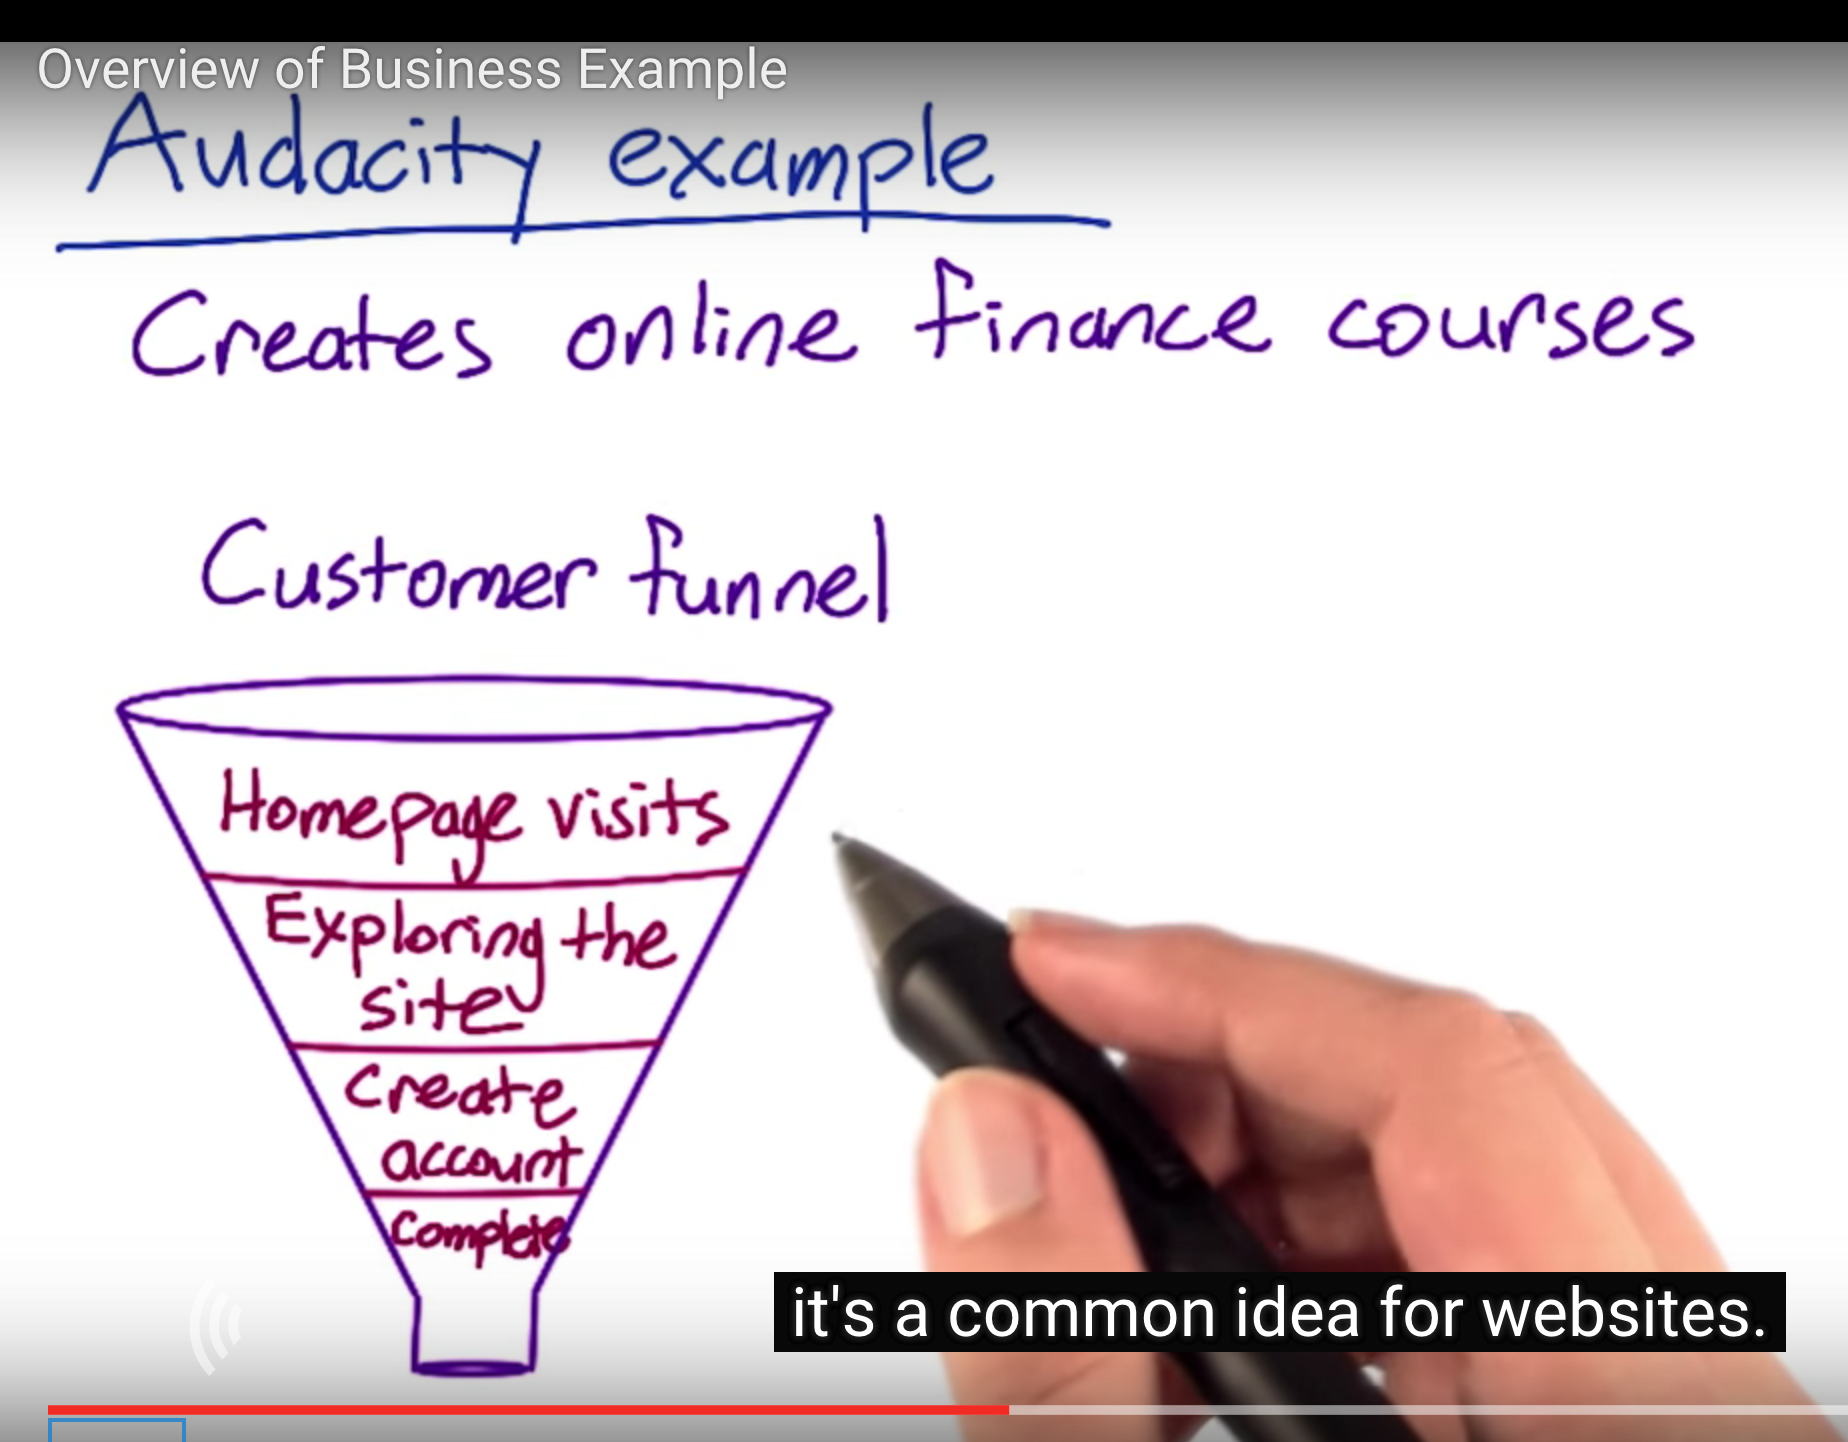 Overview of Business Example
Audacity example
Creates online finance courses
Customer funnel
Homepage visits
Exploring the
site
Create
account
Complete
it's a common idea for websites.